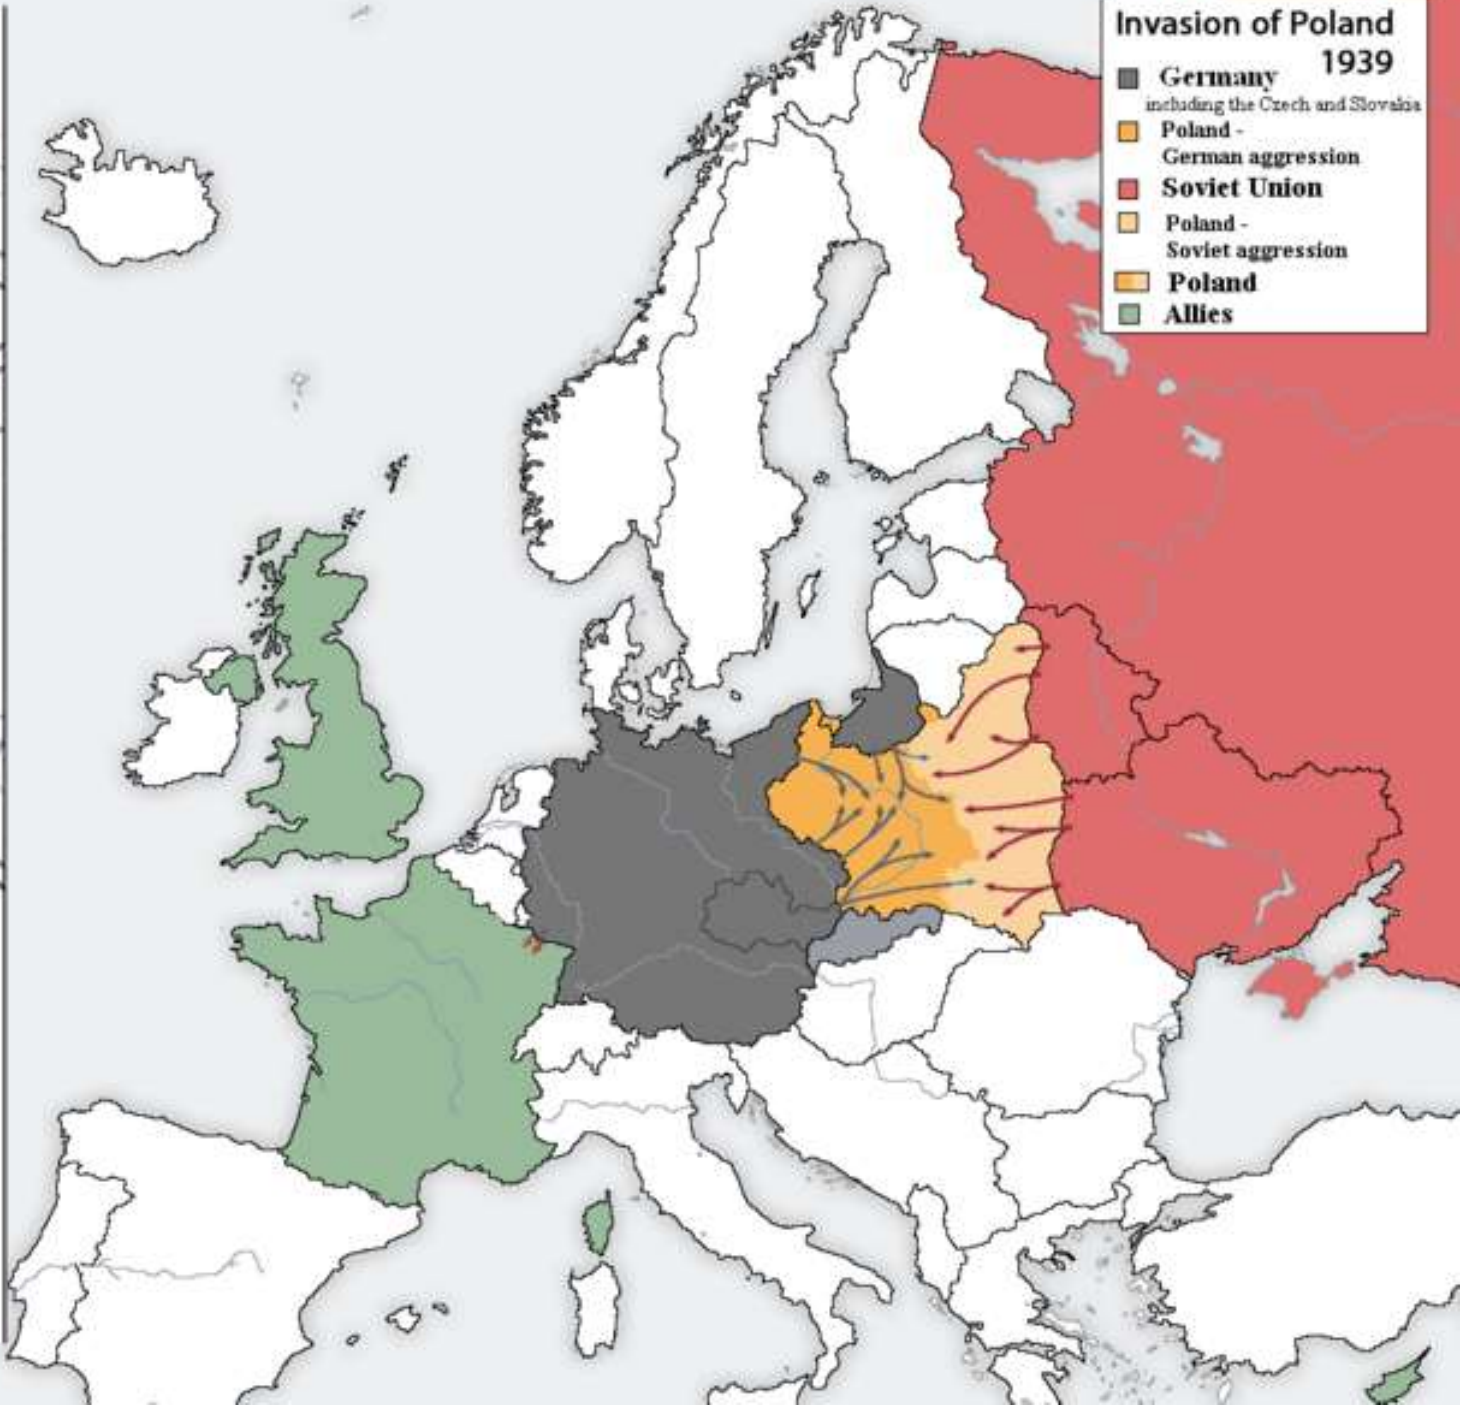 Invasion of Poland
1939
Germany
including the Czech and Slovakia
Poland -
German aggression
Soviet Union
Poland -
Soviet aggression
Poland
Allies